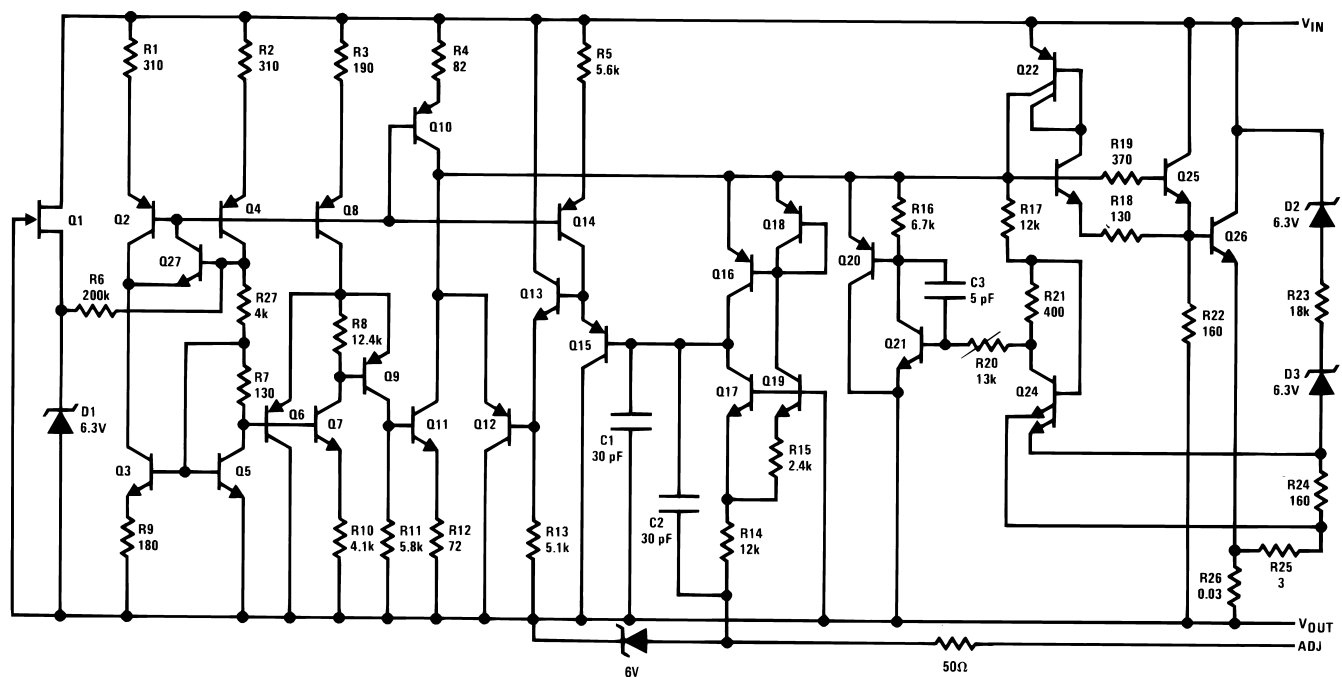 VIN
R1
310
R2
310
R3
190
R4
82
R5
5.6k
Q22
Q10
R19
370
Q25
Q1
Q2
Q4
Q8
Q14
R16
6.7k
R17
12k
R18
130
D2
6.3V
Q18
Q26
Q27
Q20
Q16
R6
200k
R27
4k
Q13
C3
5 pF
R21
400
R23
18k
R8
12.4k
R22
160
Q15
Q21
R20
13k
Q9
R7
130
Q17
Q19
Q24
D3
6.3V
D1
6.3V
Q6
Q7
Q11
Q12
C1
30 pF
R15
2.4k
Q3
Q5
R24
160
C2
30 pF
R9
180
R10
4.1k
R11
5.8k
R12
72
R13
5.1k
R14
12k
R25
3
R26
0.03
VOUT
ADJ
6V
50Ω